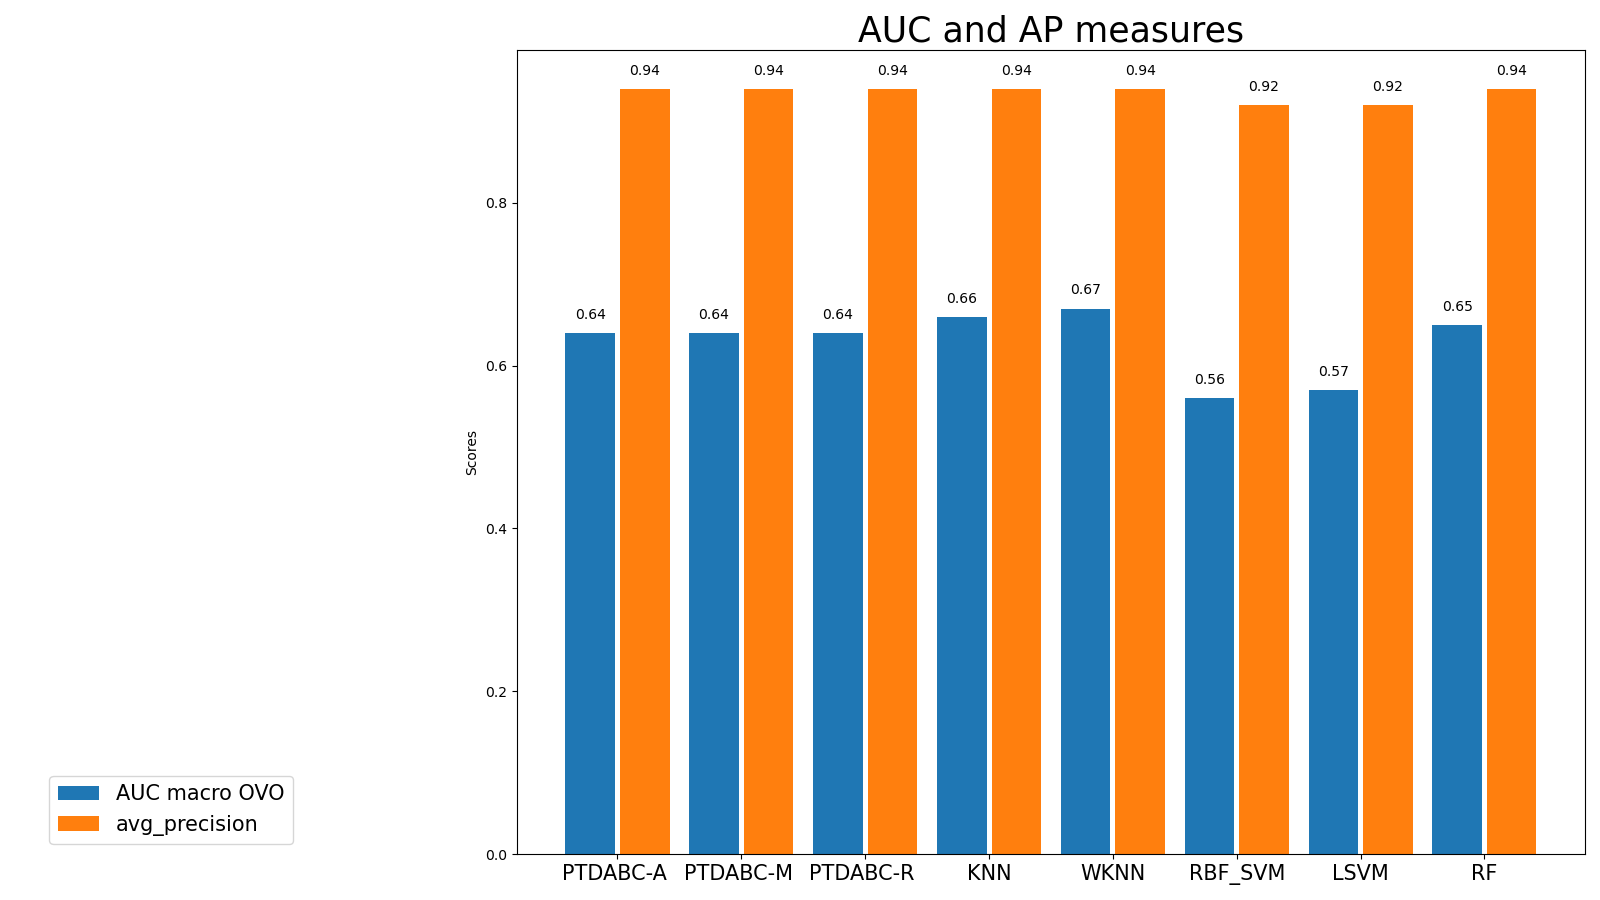 AUC and AP measures
0.94 0.94 0.94 0.94 0.94 0.92 0.92 0.94
0.64 0.64 0.64 0.66 0.67 0.56 0.57 0.65
0.8
0.6
0.4
0.2
0.0
Scores
PTDABC-A PTDABC-M PTDABC-R KNN WKNN RBF_SVM LSVM RF
AUC macro OVO
avg_precision